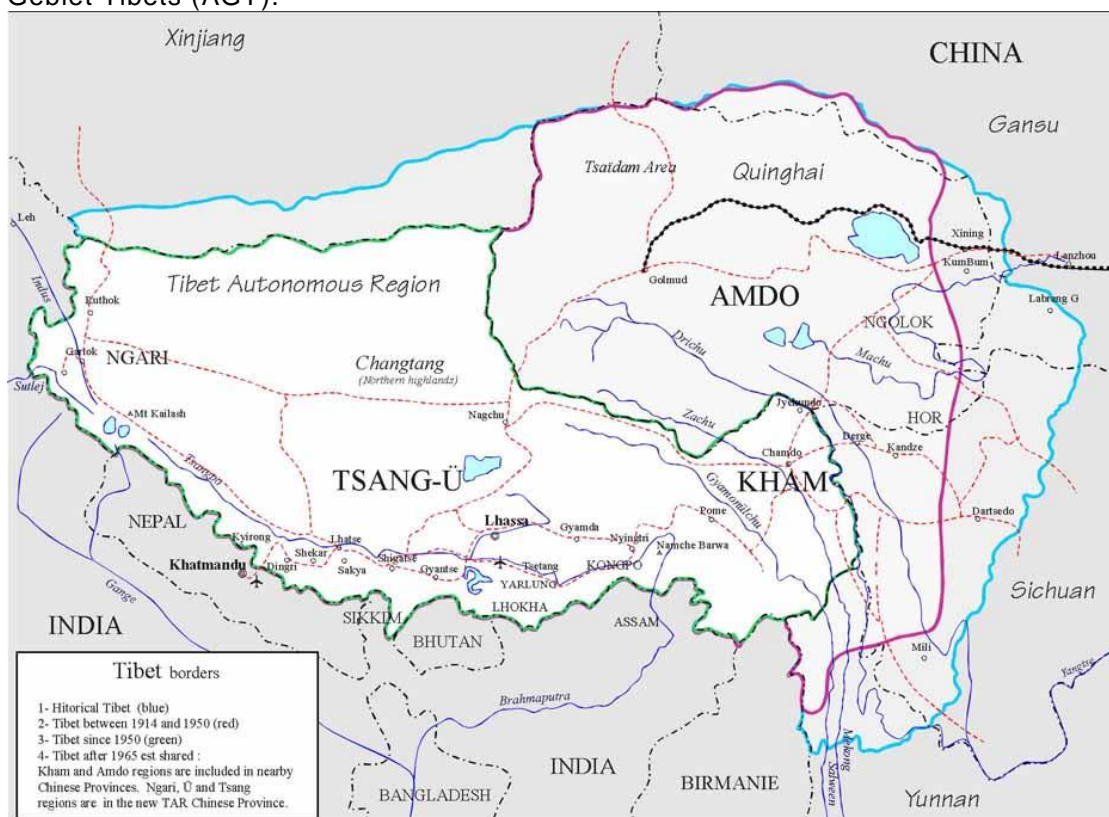 Gebiet Tibets (AGT):
Xinjiang
CHINA
Gansu
Tsaïdam Area
Quinghai
Leh
Indus
Xining
KumBum
Lanzhou
Golmud
Tibet Autonomous Region
AMDO
Labrang G
Ruthok
NGOLOK
Drichu
Machu
NGARI
Gartok
Changtang
(Northern highlands)
Sutlej
Mt Kailash
Nagchu
Zachu
Jyekundo
HOR
Derge
Kandze
Chamdo
Tsangpo
TSANG-Ü
KHAM
Gyamotchu
Pome
Dartsedo
NEPAL
Lhassa
Gyamda
Kyirong
Lhatse
Nyingtri
Namche Barwa
Shekar
Shigatse
Khatmandu
Dingri
Sakya
Gyantse
Tsetang
KONGPO
YARLUNG
Sichuan
Gange
LHOKHA
INDIA
SIKKIM
ASSAM
BHUTAN
Mili
Yangtse
Brahmaputra
Mekong
Salween
INDIA
BIRMANIE
BANGLADESH
Yunnan
Tibet borders
1- Hitorical Tibet (blue)
2- Tibet between 1914 and 1950 (red)
3- Tibet since 1950 (green)
4- Tibet after 1965 est shared :
Kham and Amdo regions are included in nearby
Chinese Provinces. Ngari, Ü and Tsang
regions are in the new TAR Chinese Province.